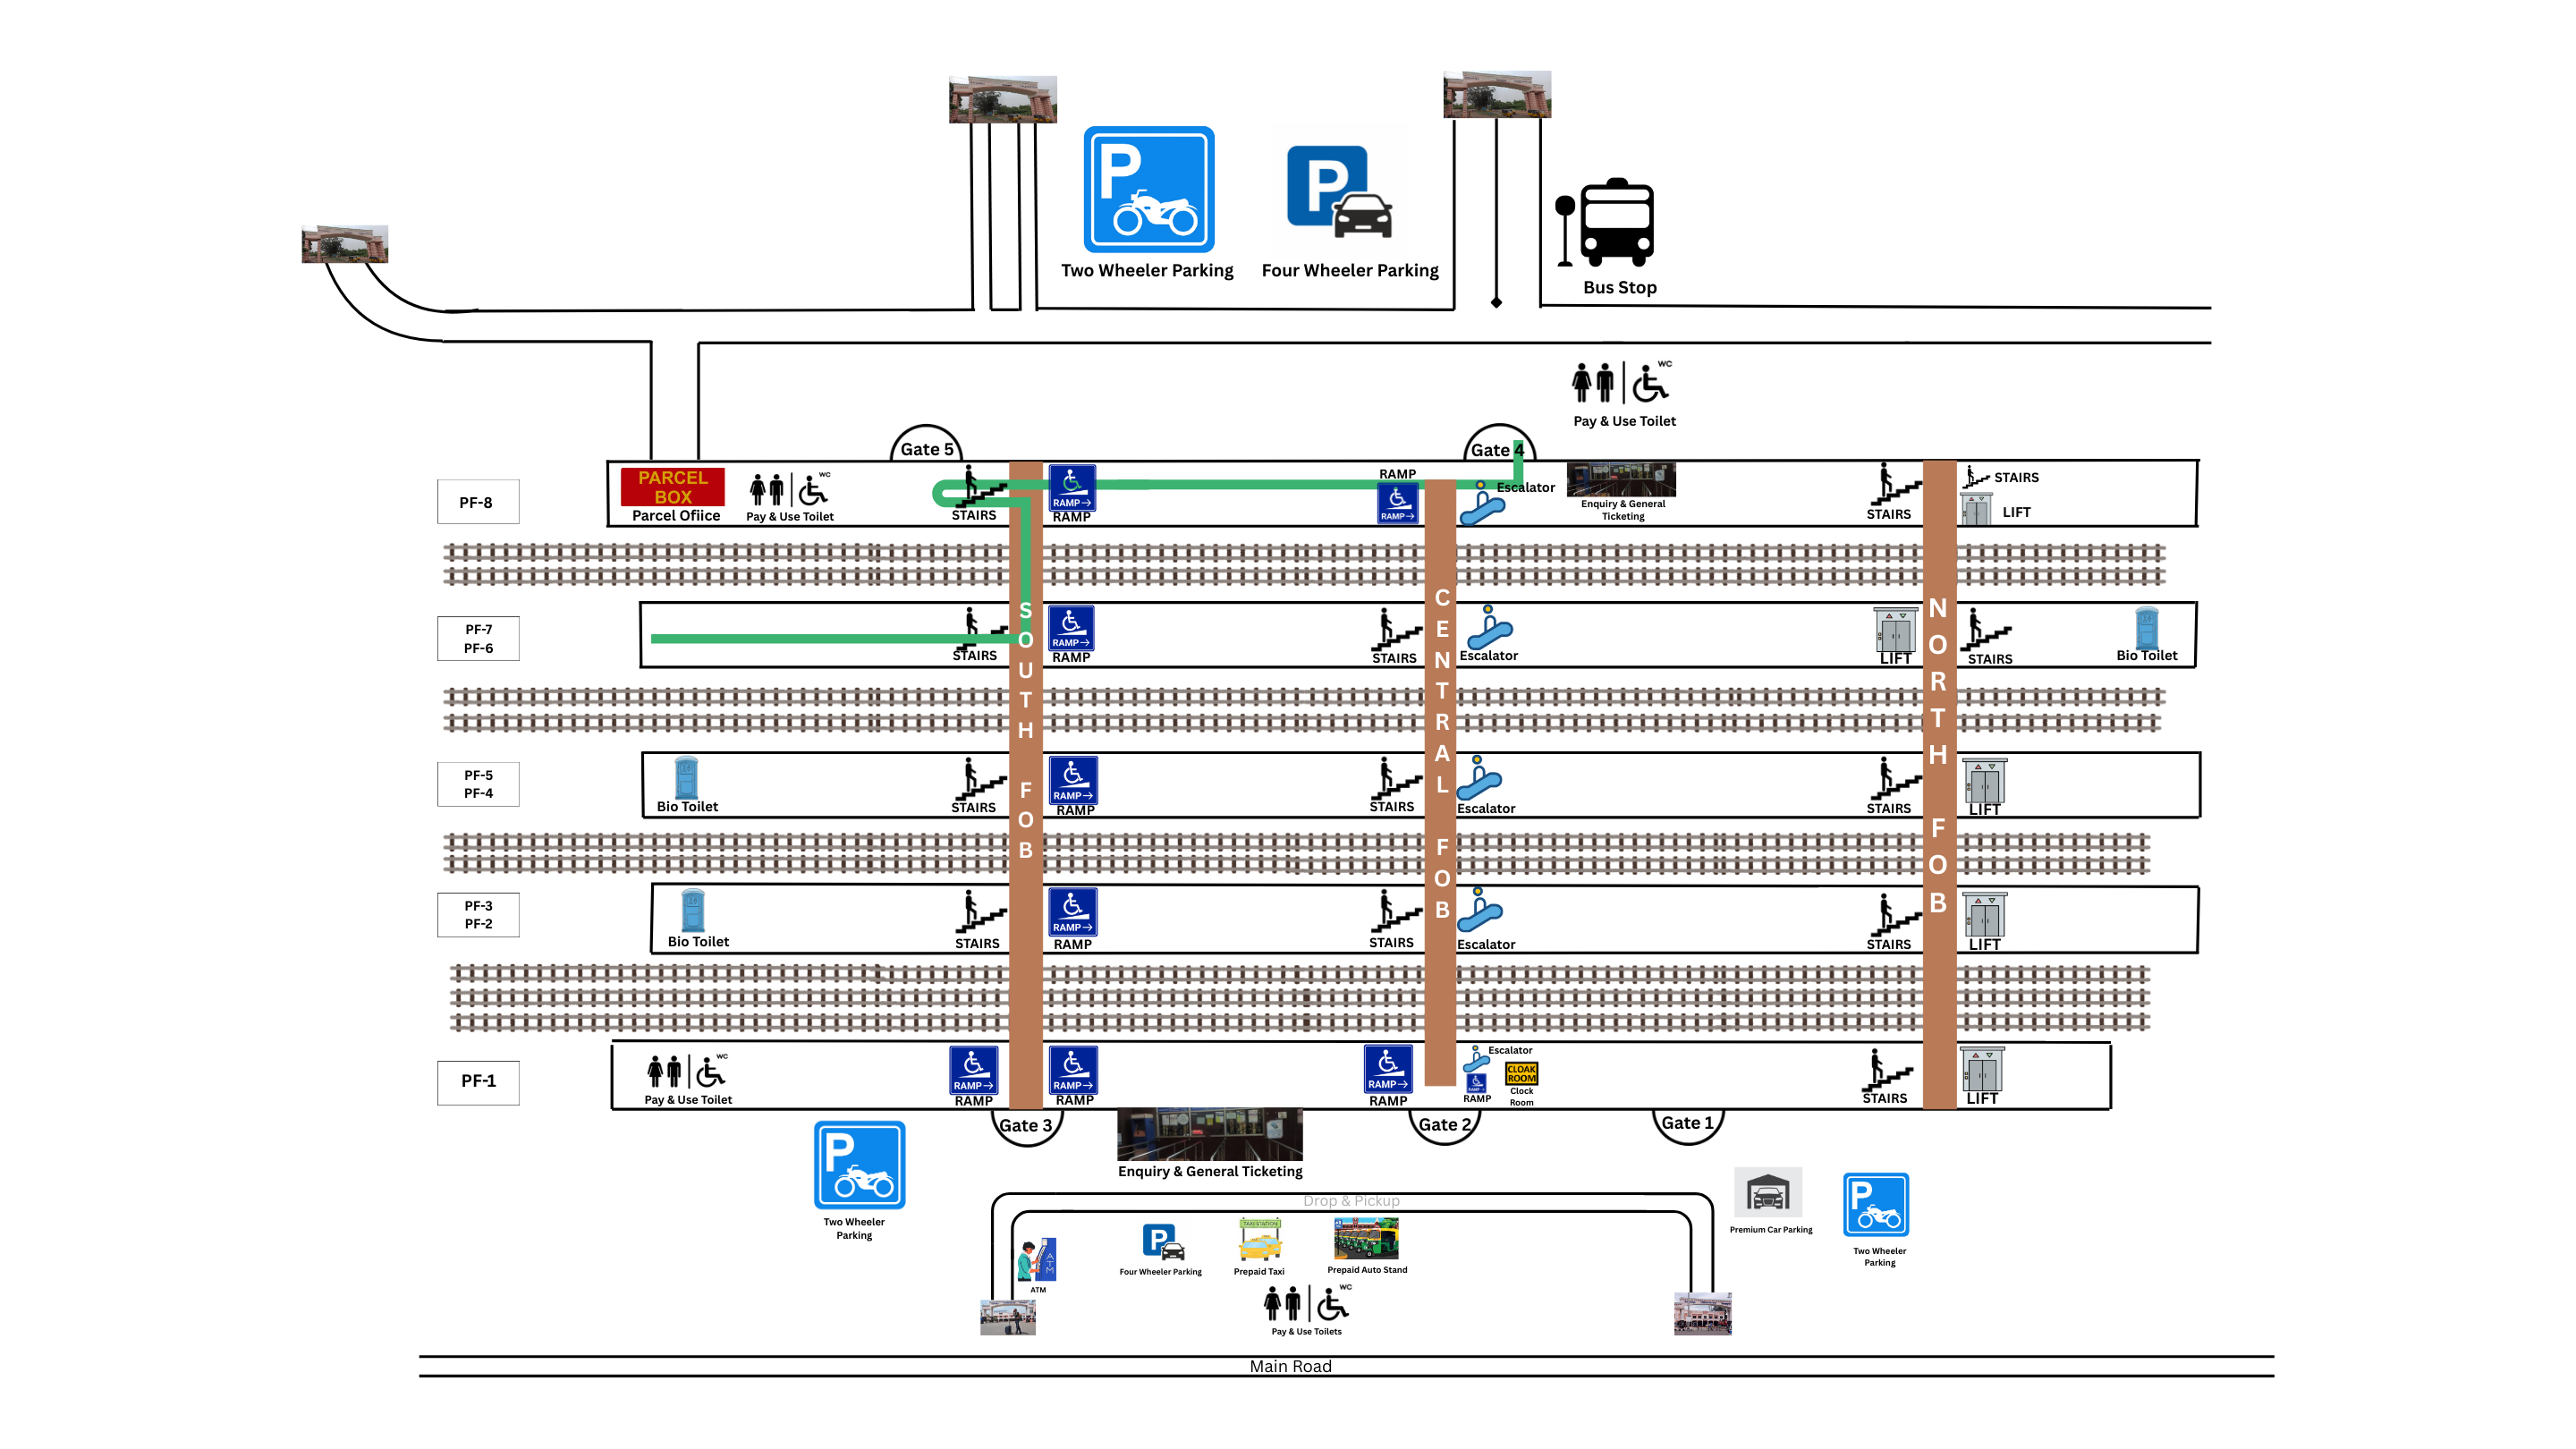 P
Two Wheeler Parking
P
Four Wheeler Parking
Bus Stop
WC
Pay & Use Toilet
Gate 5
Gate 4
PF-8
PARCEL
BOX
Parcel Ofiice
WC
Pay & Use Toilet
STAIRS
RAMP→
RAMP
RAMP
RAMP→
Escalator
Enquiry & General
Ticketing
STAIRS
STAIRS
LIFT
PF-7
PF-6
STAIRS
RAMP→
RAMP
STAIRS
Escalator
LIFT
STAIRS
Bio Toilet
SOUTH FOB
CENTRAL FOB
NORTH FOB
PF-5
PF-4
Bio Toilet
STAIRS
RAMP→
RAMP
STAIRS
Escalator
STAIRS
LIFT
PF-3
PF-2
Bio Toilet
STAIRS
RAMP→
RAMP
STAIRS
Escalator
STAIRS
LIFT
PF-1
WC
Pay & Use Toilet
RAMP→
RAMP
RAMP→
RAMP
RAMP→
RAMP
Escalator
RAMP
CLOAK
ROOM
Clock
Room
STAIRS
LIFT
Gate 3
Gate 2
Gate 1
P
Two Wheeler
Parking
Enquiry & General Ticketing
Drop & Pickup
ATM
ATM
P
Four Wheeler Parking
TAXI STATION
Prepaid Taxi
Prepaid Auto Stand
WC
Pay & Use Toilets
Premium Car Parking
P
Two Wheeler
Parking
Main Road